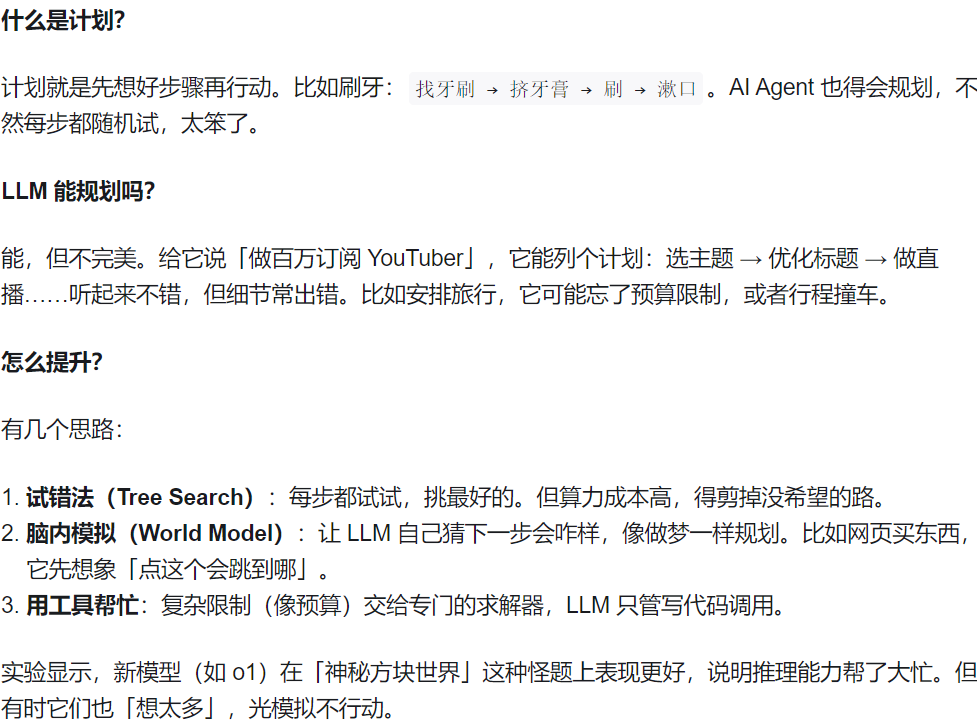 什么是计划？
计划就是先想好步骤再行动。比如刷牙：找牙刷 → 挤牙膏 → 刷 → 漱口。AI Agent 也得会规划，不
然每步都随机试，太笨了。
LLM 能规划吗？
能，但不完美。给它说「做百万订阅 YouTuber」，它能列个计划：选主题 → 优化标题 → 做直
播……听起来不错，但细节常出错。比如安排旅行，它可能忘了预算限制，或者行程撞车。
怎么提升？
有几个思路：
1. 试错法（Tree Search）：每步都试试，挑最好的。但算力成本高，得剪掉没希望的路。
2. 脑内模拟（World Model）：让 LLM 自己猜下一步会咋样，像做梦一样规划。比如网页买东西，
它先想象「点这个会跳到哪」。
3. 用工具帮忙：复杂限制（像预算）交给专门的求解器，LLM 只管写代码调用。
实验显示，新模型（如 o1）在「神秘方块世界」这种怪题上表现更好，说明推理能力帮了大忙。但
有时它们也「想太多」，光模拟不行动。